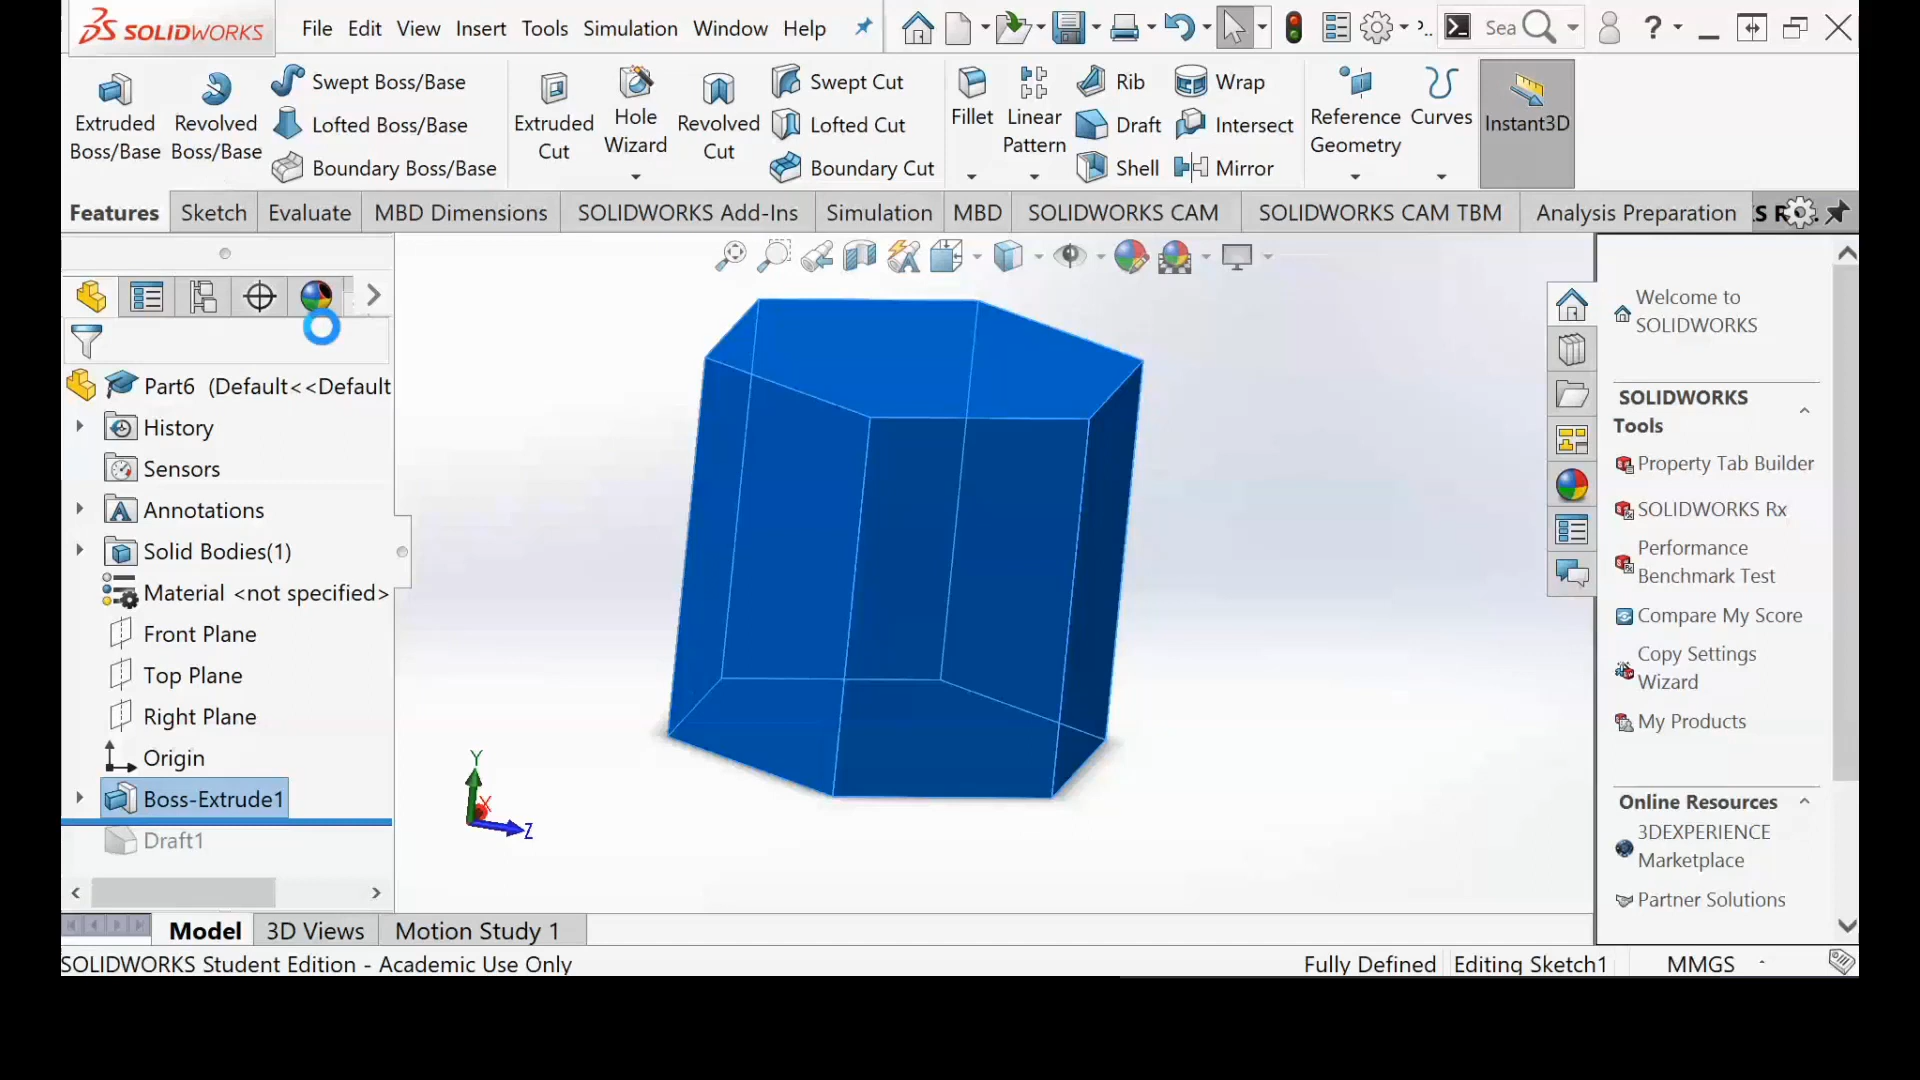 SOLIDWORKS File Edit View Insert Tools Simulation Window Help Sea ?
Swept Boss/Base
Lofted Boss/Base
Boundary Boss/Base
Extruded
Boss/Base
Revolved
Boss/Base
Extruded
Cut
Hole
Wizard
Revolved
Cut
Swept Cut
Lofted Cut
Boundary Cut
Fillet
Linear
Pattern
Rib
Draft
Shell
Wrap
Intersect
Mirror
Reference
Geometry
Curves
Instant3D
Features Sketch Evaluate MBD Dimensions SOLIDWORKS Add-Ins Simulation MBD SOLIDWORKS CAM SOLIDWORKS CAM TBM Analysis Preparation
Part6 (Default<<Default
History
Sensors
Annotations
Solid Bodies(1)
Material <not specified>
Front Plane
Top Plane
Right Plane
Origin
Boss-Extrude1
Draft1
Y
X
Z
Welcome to
SOLIDWORKS
SOLIDWORKS
Tools
Property Tab Builder
SOLIDWORKS Rx
Performance
Benchmark Test
Compare My Score
Copy Settings
Wizard
My Products
Online Resources
3DEXPERIENCE
Marketplace
Partner Solutions
Model 3D Views Motion Study 1
SOLIDWORKS Student Edition - Academic Use Only Fully Defined Editing Sketch1 MMGS